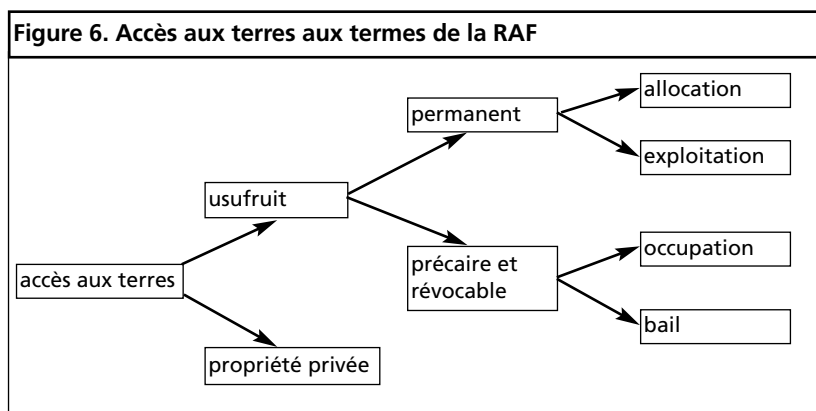 Figure 6. Accès aux terres aux termes de la RAF
allocation
permanent
exploitation
usufruit
occupation
précaire et
révocable
accès aux terres
bail
propriété privée